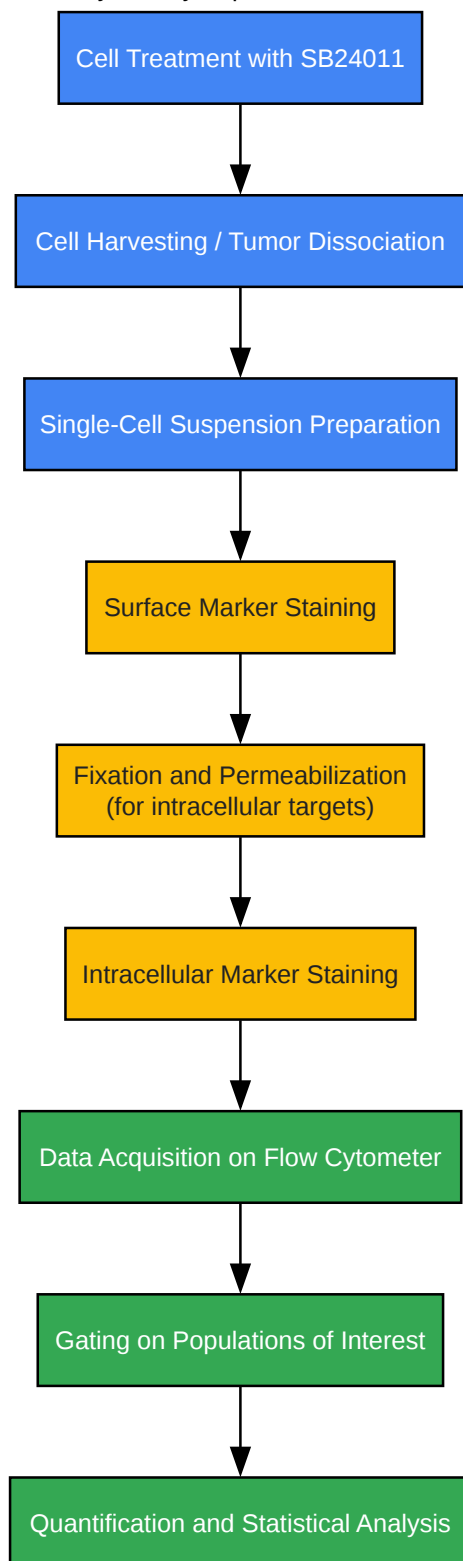 Cell Treatment with SB24011
Cell Harvesting / Tumor Dissociation
Single-Cell Suspension Preparation
Surface Marker Staining
Fixation and Permeabilization
(for intracellular targets)
Intracellular Marker Staining
Data Acquisition on Flow Cytometer
Gating on Populations of Interest
Quantification and Statistical Analysis